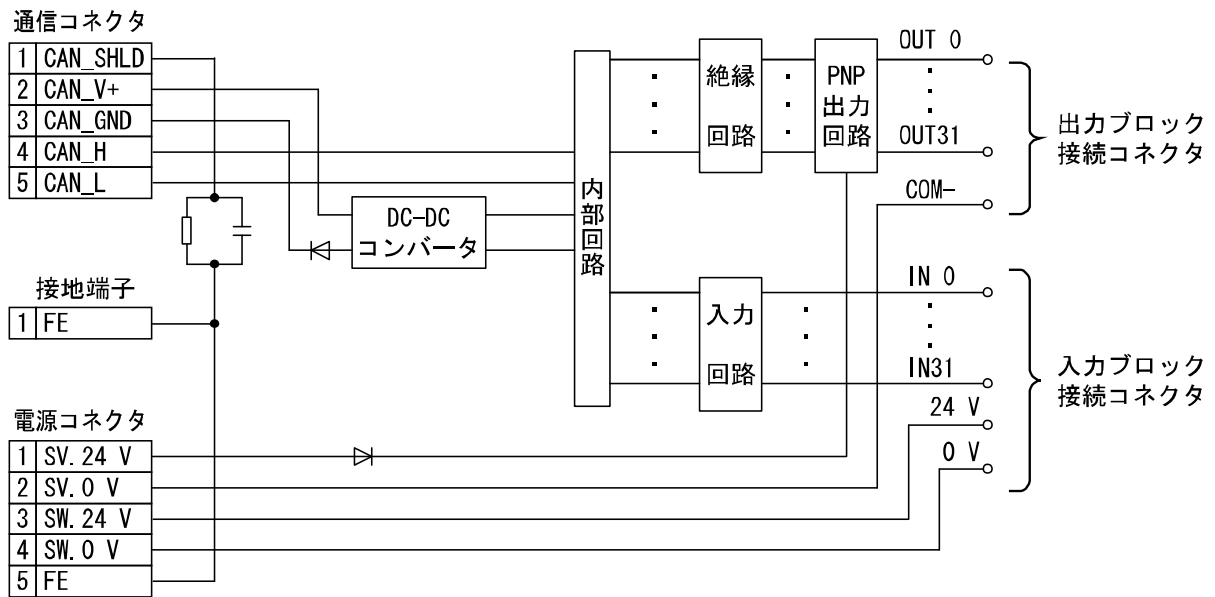 通信コネクタ
1 CAN_SHLD
2 CAN_V+
3 CAN_GND
4 CAN_H
5 CAN_L
接地端子
1 FE
電源コネクタ
1 SV.24 V
2 SV.0 V
3 SW.24 V
4 SW.0 V
5 FE
DC-DC
コンバータ
内部回路
絶縁
回路
PNP
出力
回路
入力
回路
OUT 0
OUT31
COM-
IN 0
IN31
24 V
0 V
出力ブロック
接続コネクタ
入力ブロック
接続コネクタ